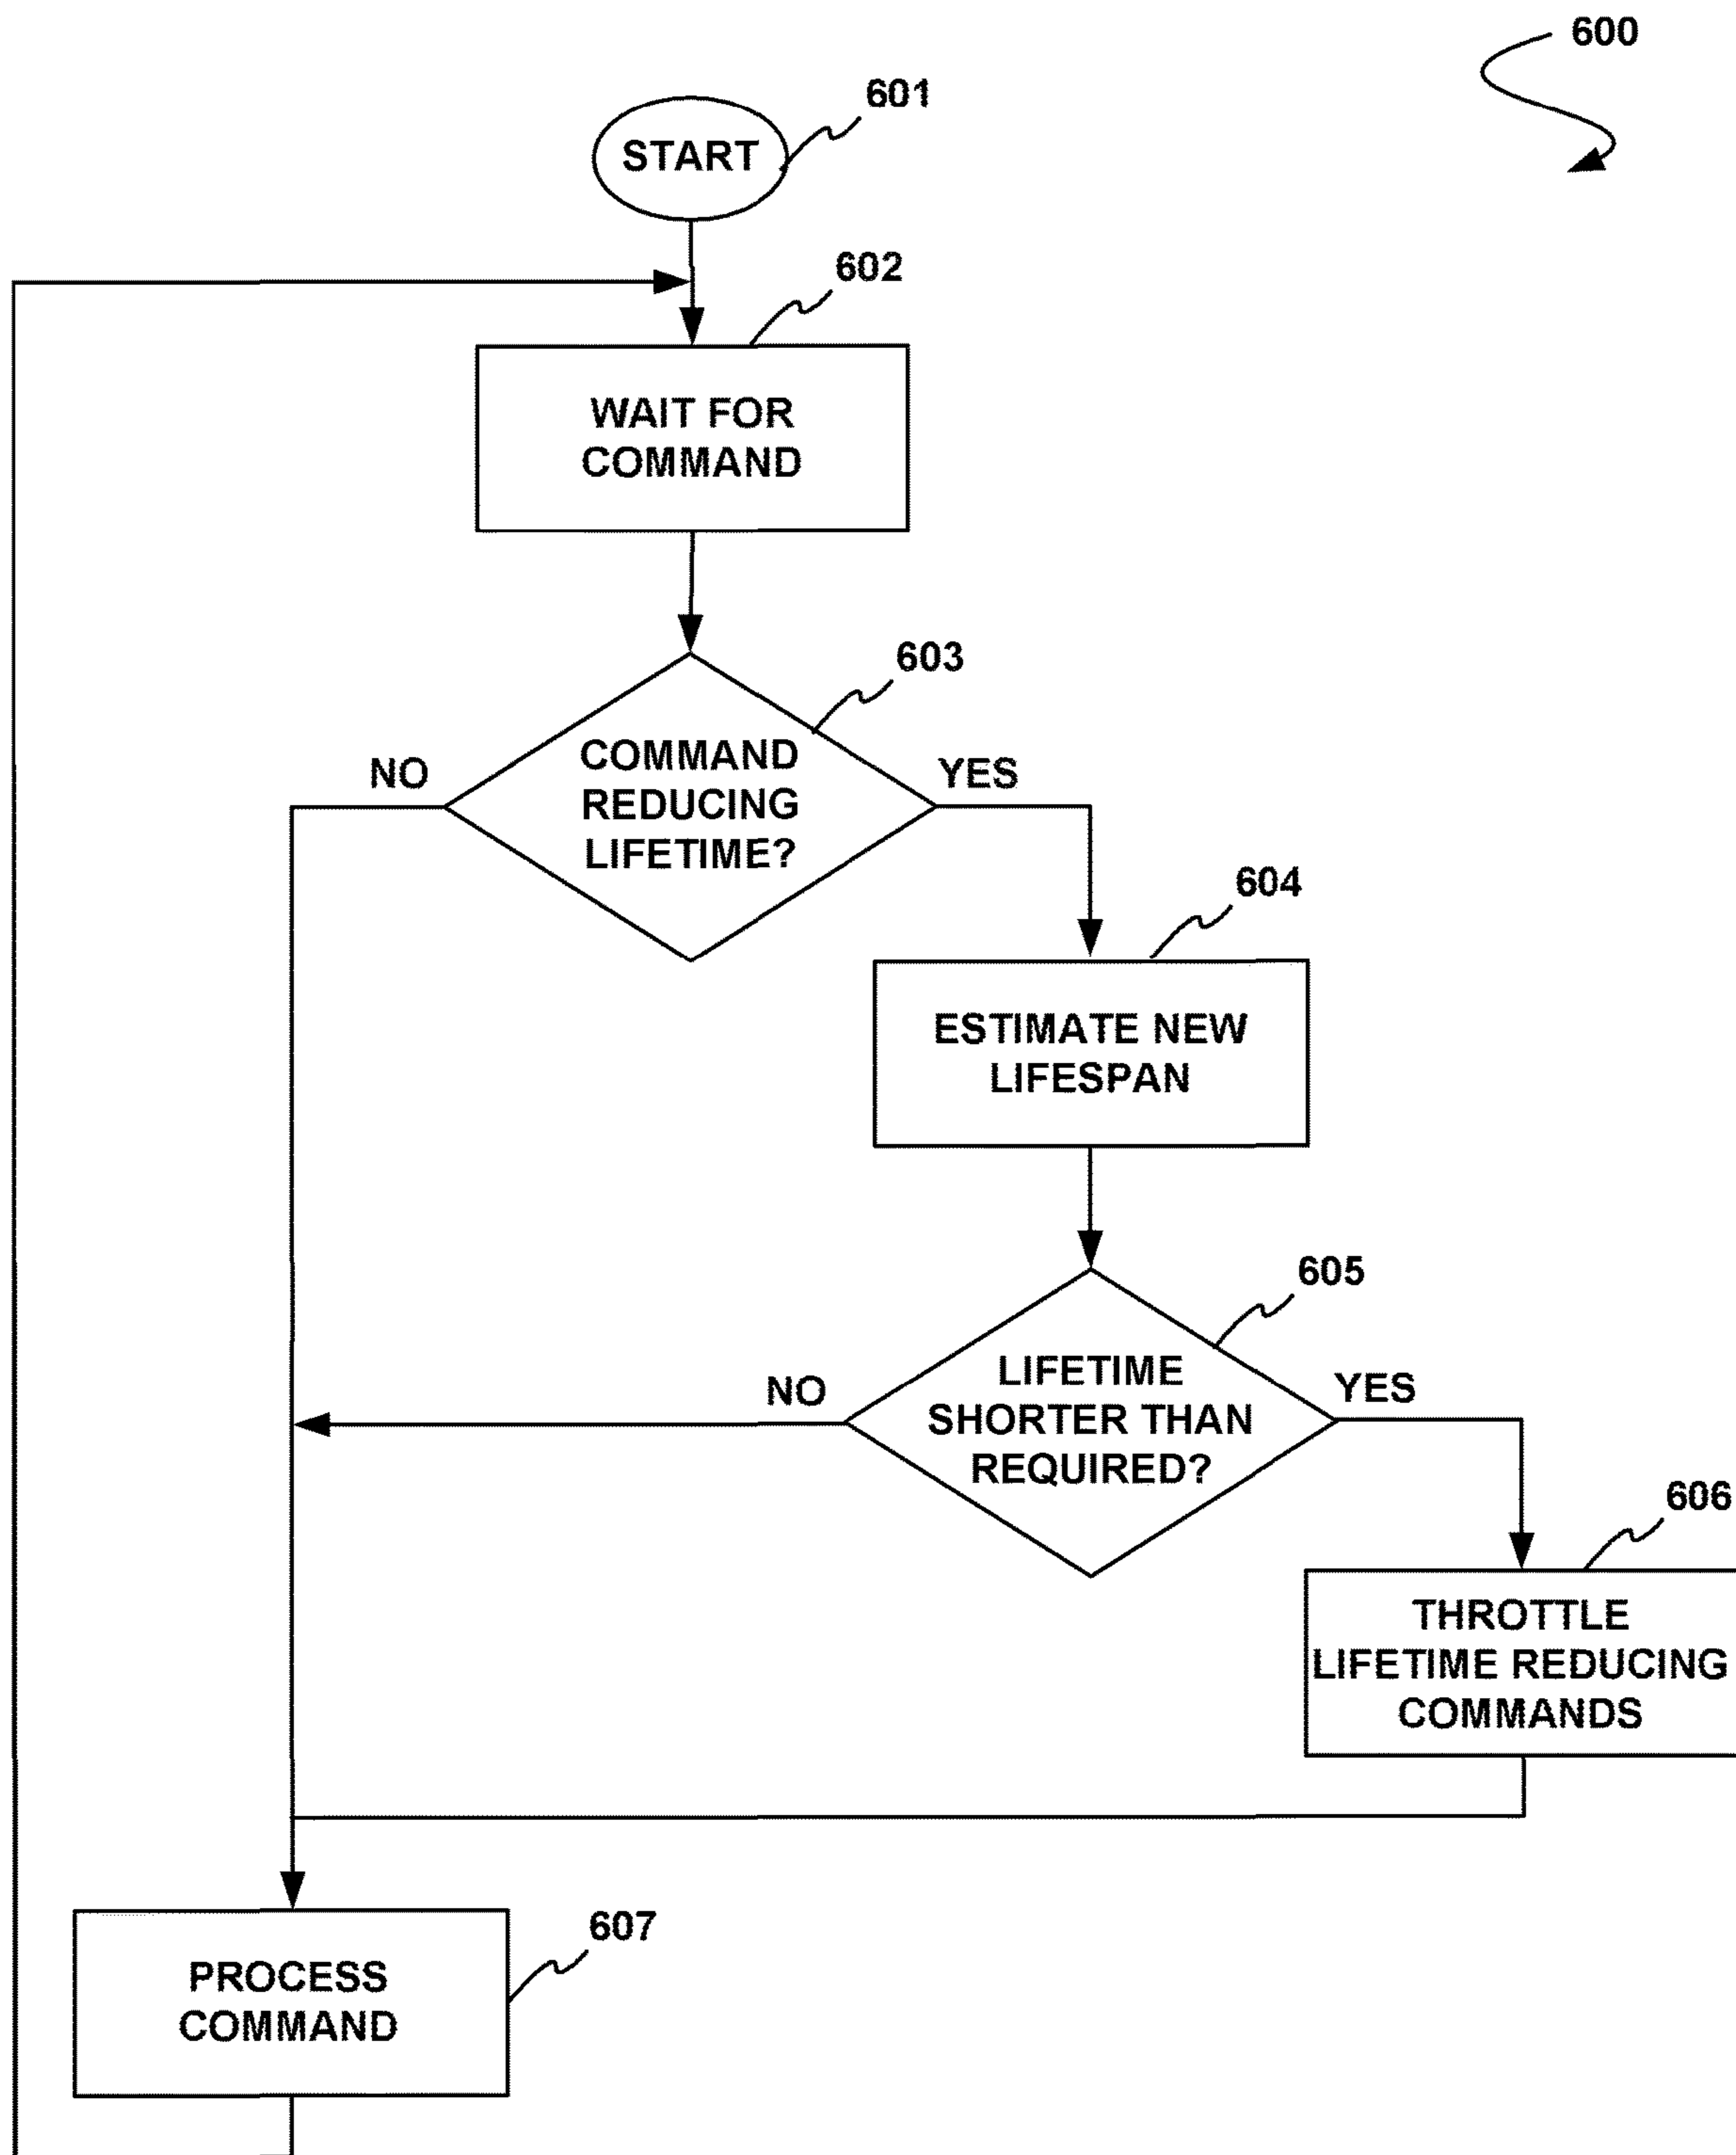 600
601
START
602
WAIT FOR
COMMAND
603
NO
YES
COMMAND
REDUCING
LIFETIME?
604
ESTIMATE NEW
LIFESPAN
605
NO
YES
LIFETIME
SHORTER THAN
REQUIRED?
606
THROTTLE
LIFETIME REDUCING
COMMANDS
607
PROCESS
COMMAND